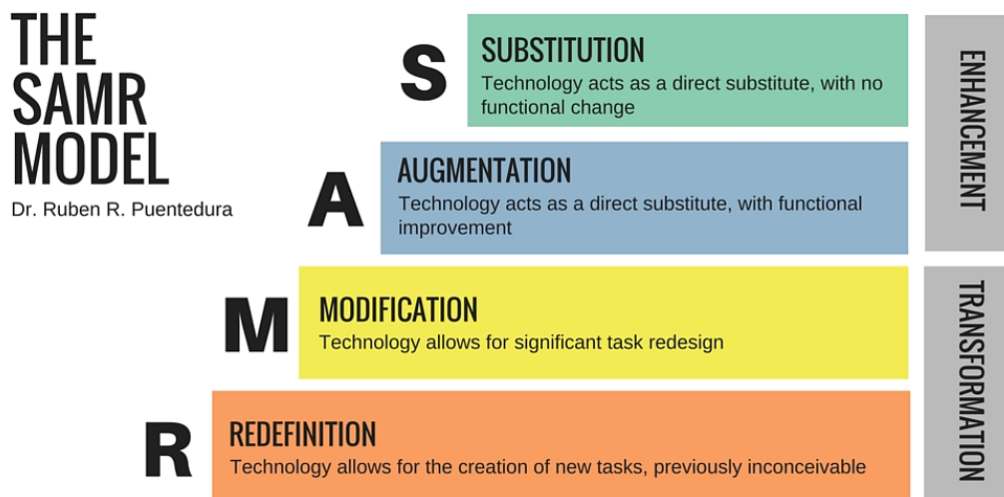 THE
SAMR
MODEL
Dr. Ruben R. Puentedura
S
SUBSTITUTION
Technology acts as a direct substitute, with no
functional change
A
AUGMENTATION
Technology acts as a direct substitute, with functional
improvement
ENHANCEMENT
M
MODIFICATION
Technology allows for significant task redesign
R
REDEFINITION
Technology allows for the creation of new tasks, previously inconceivable
TRANSFORMATION